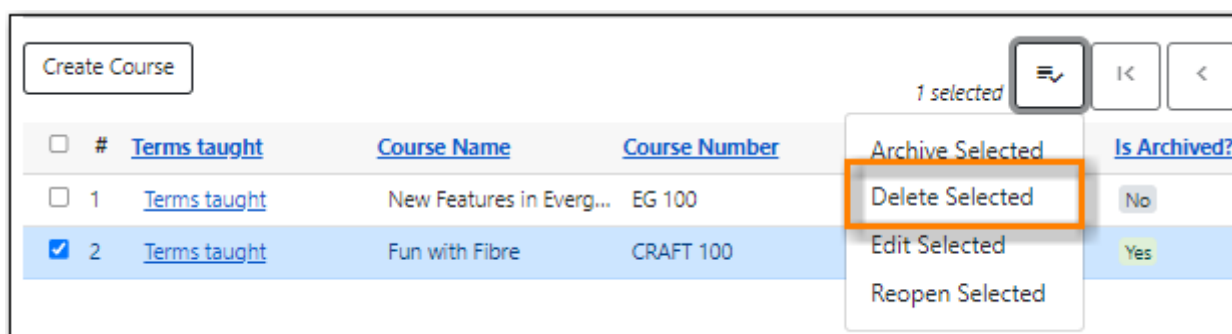 Create Course
1 selected
# Terms taught Course Name Course Number Is Archived?
1 Terms taught New Features in Everg... EG 100 No
2 Terms taught Fun with Fibre CRAFT 100 Yes
Archive Selected
Delete Selected
Edit Selected
Reopen Selected